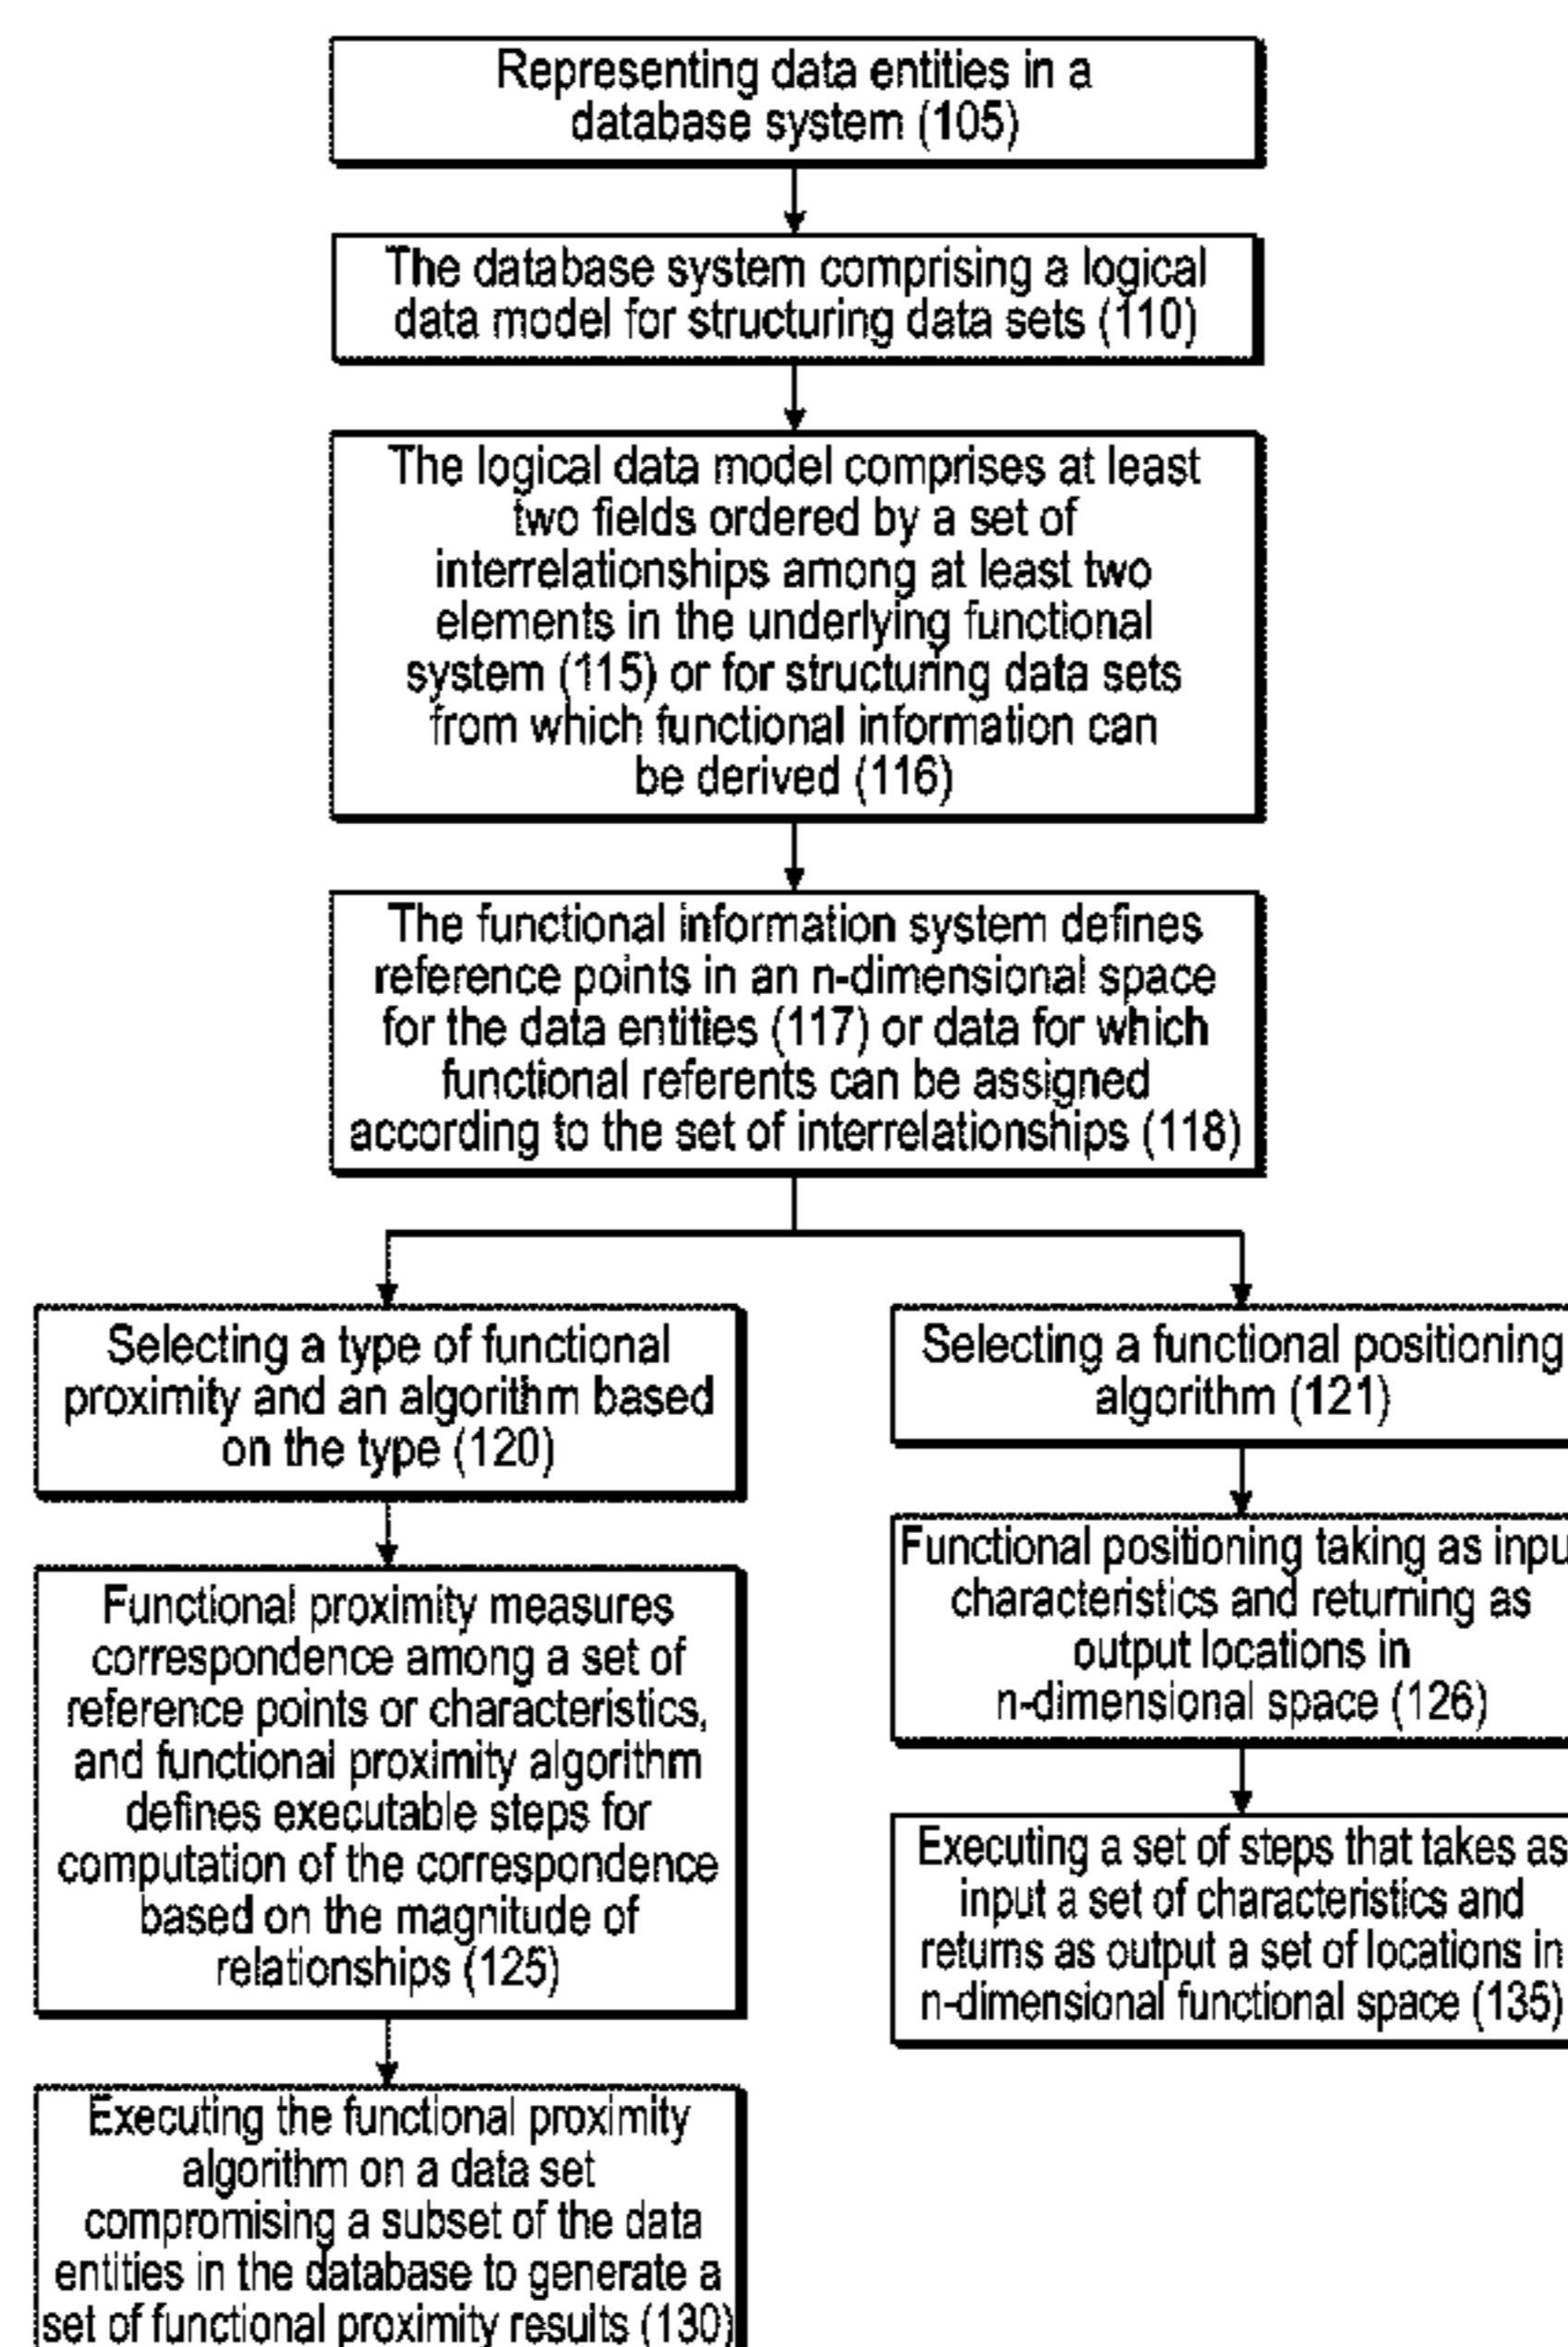 Representing data entities in a
database system (105)
The database system comprising a logical
data model for structuring data sets (110)
The logical data model comprises at least
two fields ordered by a set of
interrelationships among at least two
elements in the underlying functional
system (115) or for structuring data sets
from which functional information can
be derived (116)
The functional information system defines
reference points in an n-dimensional space
for the data entities (117) or data for which
functional referents can be assigned
according to the set of interrelationships (118)
Selecting a type of functional
proximity and an algorithm based
on the type (120)
Functional proximity measures
correspondence among a set of
reference points or characteristics,
and functional proximity algorithm
defines executable steps for
computation of the correspondence
based on the magnitude of
relationships (125)
Executing the functional proximity
algorithm on a data set
compromising a subset of the data
entities in the database to generate a
set of functional proximity results (130)
Selecting a functional positioning
algorithm (121)
Functional positioning taking as inpu
characteristics and returning as
output locations in
n-dimensional space (126)
Executing a set of steps that takes as
input a set of characteristics and
returns as output a set of locations in
n-dimensional functional space (135)